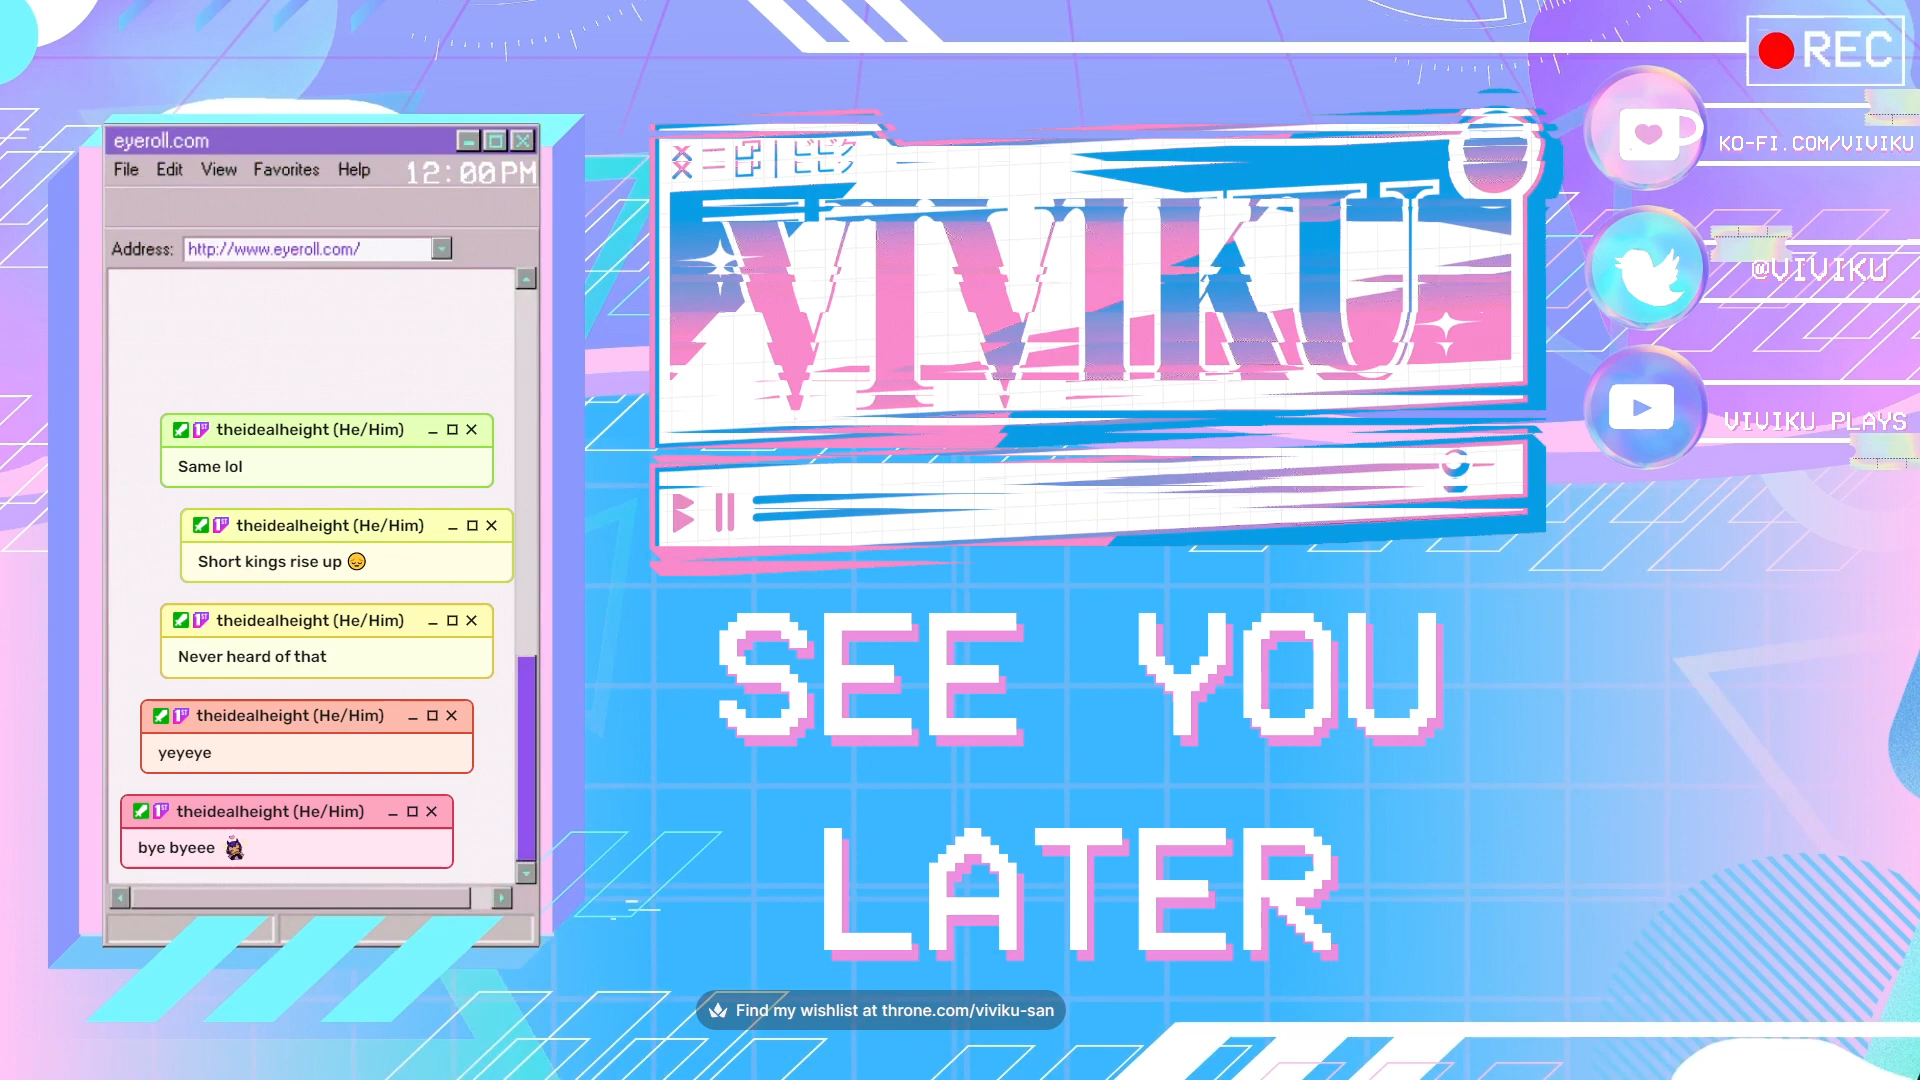 eyeroll.com
File Edit View Favorites Help
12:00PM
Address: http://www.eyeroll.com/
theidealheight (He/Him)
Same lol
theidealheight (He/Him)
Short kings rise up 😔
theidealheight (He/Him)
Never heard of that
theidealheight (He/Him)
yeyeye
theidealheight (He/Him)
bye byeee
VIVIKU
SEE YOU
LATER
Find my wishlist at throne.com/viviku-san
REC
KO-FI.COM/VIVIKU
@VIVIKU
VIVIKU PLAYS